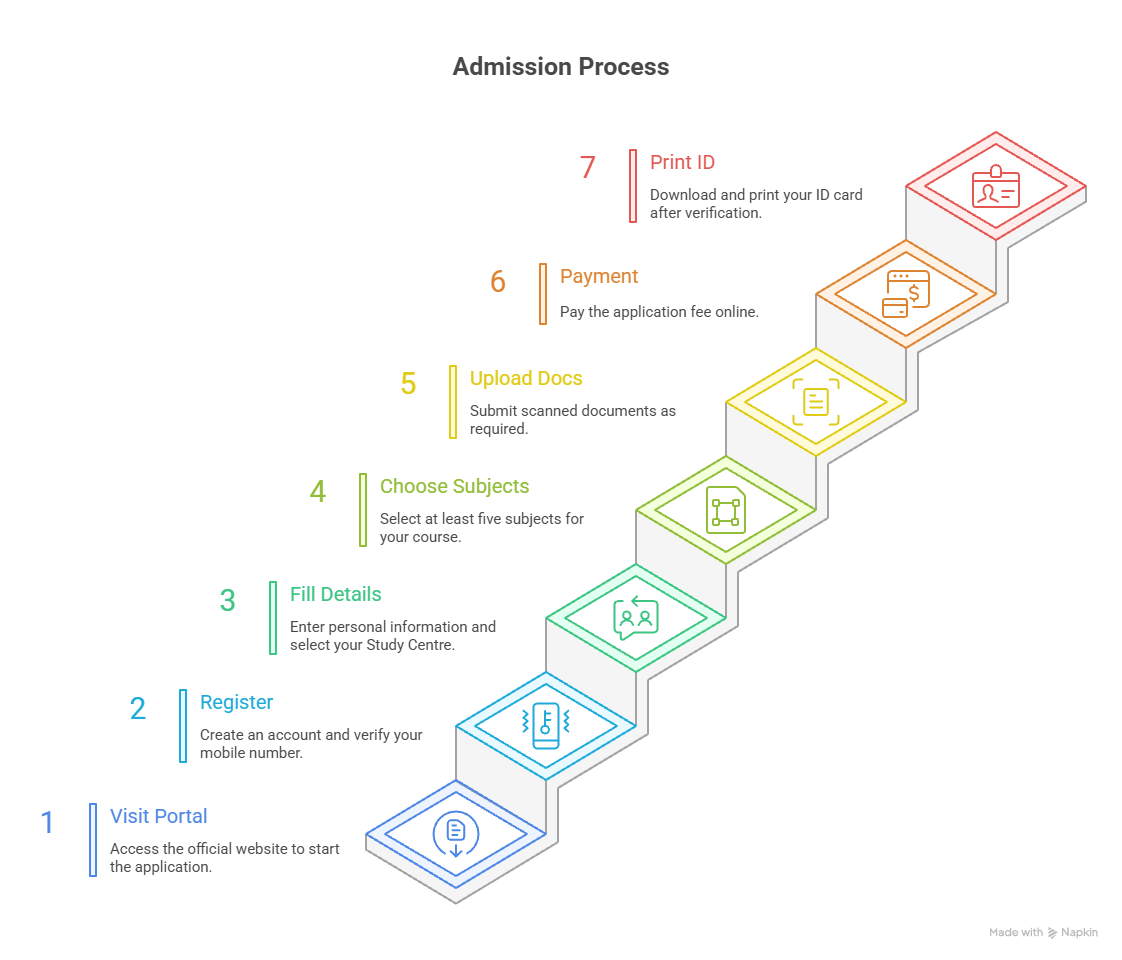 Admission Process
7
Print ID
Download and print your ID card
after verification.
6
Payment
Pay the application fee online.
5
Upload Docs
Submit scanned documents as
required.
4
Choose Subjects
Select at least five subjects for
your course.
3
Fill Details
Enter personal information and
select your Study Centre.
2
Register
Create an account and verify your
mobile number.
1
Visit Portal
Access the official website to start
the application.
$
Made with Napkin